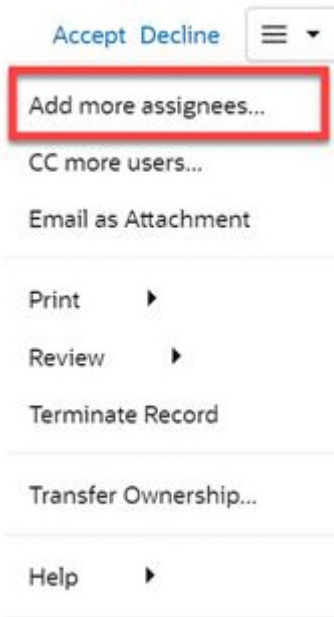 Accept Decline
Add more assignees...
CC more users...
Email as Attachment
Print
Review
Terminate Record
Transfer Ownership...
Help